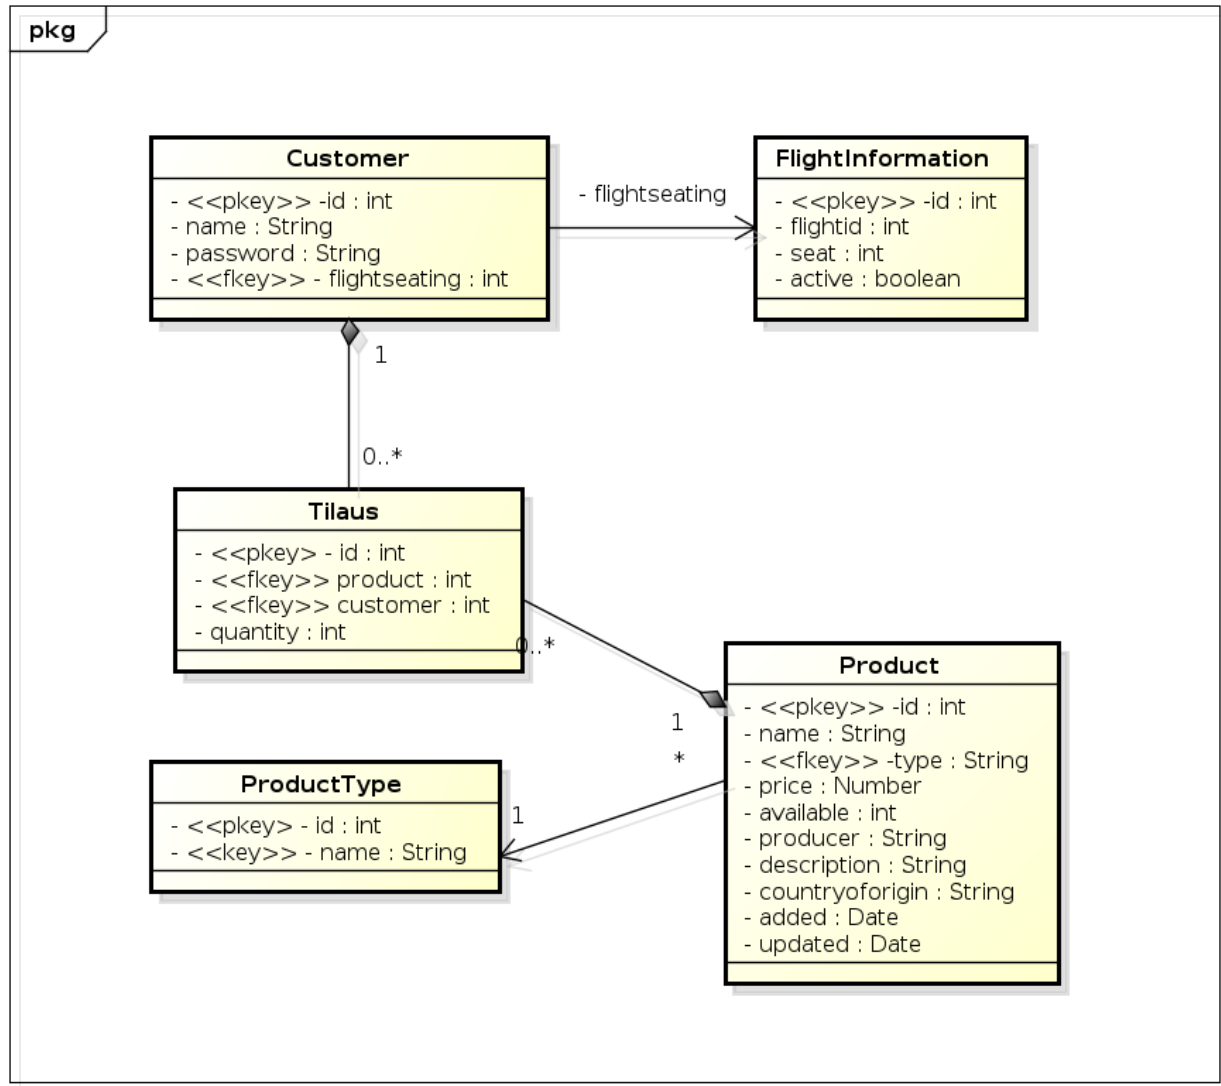 pkg
Customer
- <<pkey>> -id : int
- name : String
- password : String
- <<fkey>> - flightseating : int
- flightseating
FlightInformation
- <<pkey>> -id : int
- flightid : int
- seat : int
- active : boolean
1
0..*
Tilaus
- <<pkey> - id : int
- <<fkey>> product : int
- <<fkey>> customer : int
- quantity : int
0..*
1
*
1
ProductType
- <<pkey> - id : int
- <<key>> - name : String
Product
- <<pkey>> -id : int
- name : String
- <<fkey>> -type : String
- price : Number
- available : int
- producer : String
- description : String
- countryoforigin : String
- added : Date
- updated : Date